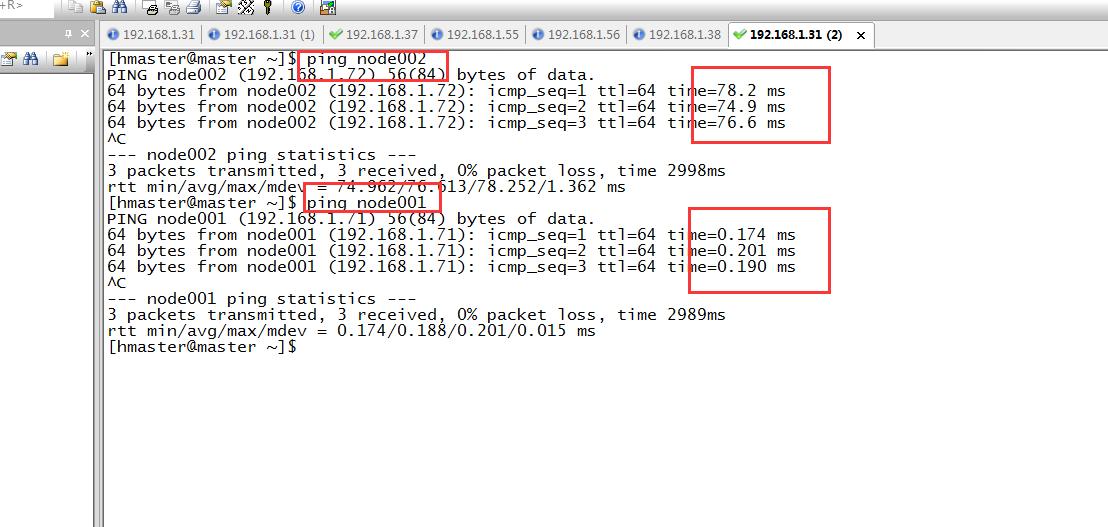 +R>
192.168.1.31 192.168.1.31 (1) 192.168.1.37 192.168.1.55 192.168.1.56 192.168.1.38 192.168.1.31 (2)
[hmaster@master ~]$ ping node002
PING node002 (192.168.1.72) 56(84) bytes of data.
64 bytes from node002 (192.168.1.72): icmp_seq=1 ttl=64 time=78.2 ms
64 bytes from node002 (192.168.1.72): icmp_seq=2 ttl=64 time=74.9 ms
64 bytes from node002 (192.168.1.72): icmp_seq=3 ttl=64 time=76.6 ms
^C
--- node002 ping statistics ---
3 packets transmitted, 3 received, 0% packet loss, time 2998ms
rtt min/avg/max/mdev = 74.962/76.613/78.252/1.362 ms
[hmaster@master ~]$ ping node001
PING node001 (192.168.1.71) 56(84) bytes of data.
64 bytes from node001 (192.168.1.71): icmp_seq=1 ttl=64 time=0.174 ms
64 bytes from node001 (192.168.1.71): icmp_seq=2 ttl=64 time=0.201 ms
64 bytes from node001 (192.168.1.71): icmp_seq=3 ttl=64 time=0.190 ms
^C
--- node001 ping statistics ---
3 packets transmitted, 3 received, 0% packet loss, time 2989ms
rtt min/avg/max/mdev = 0.174/0.188/0.201/0.015 ms
[hmaster@master ~]$